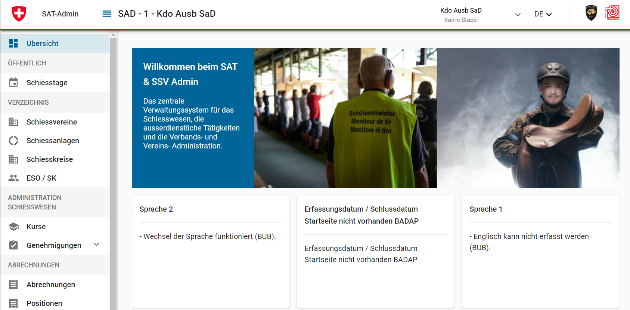 SAT-Admin
SAD - 1 - Kdo Ausb SaD
Kdo Ausb SaD
Katrin Stucki
DE
Übersicht
ÖFFENTLICH
Schiesstage
VERZEICHNIS
Schiessvereine
Schiessanlagen
Schiesskreise
ESO / SK
ADMINISTRATION
SCHIESSWESEN
Kurse
Genehmigungen
ABRECHNUNGEN
Abrechnungen
Positionen
Willkommen beim SAT
& SSV Admin
Das zentrale
Verwaltungssystem für das
Schiesswesen, die
ausserdienstliche Tätigkeiten
und die Verbands- und
Vereins- Administration.
Schützenmeister
Moniteur de tir
Monitore di tiro
Sprache 2
- Wechsel der Sprache funktioniert (BUB).
Erfassungsdatum / Schlussdatum
Startseite nicht vorhanden BADAP
Erfassungsdatum / Schlussdatum
Startseite nicht vorhanden BADAP
Sprache 1
- Englisch kann nicht erfasst werden
(BUB).